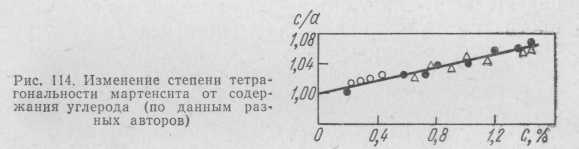 Рис. 114. Изменение степени тетра-
гональности мартенсита от содер-
жания углерода (по данным раз-
ных авторов)
c/a
1,08
1,04
1,00
0
0,4
0,8
1,2
C, %